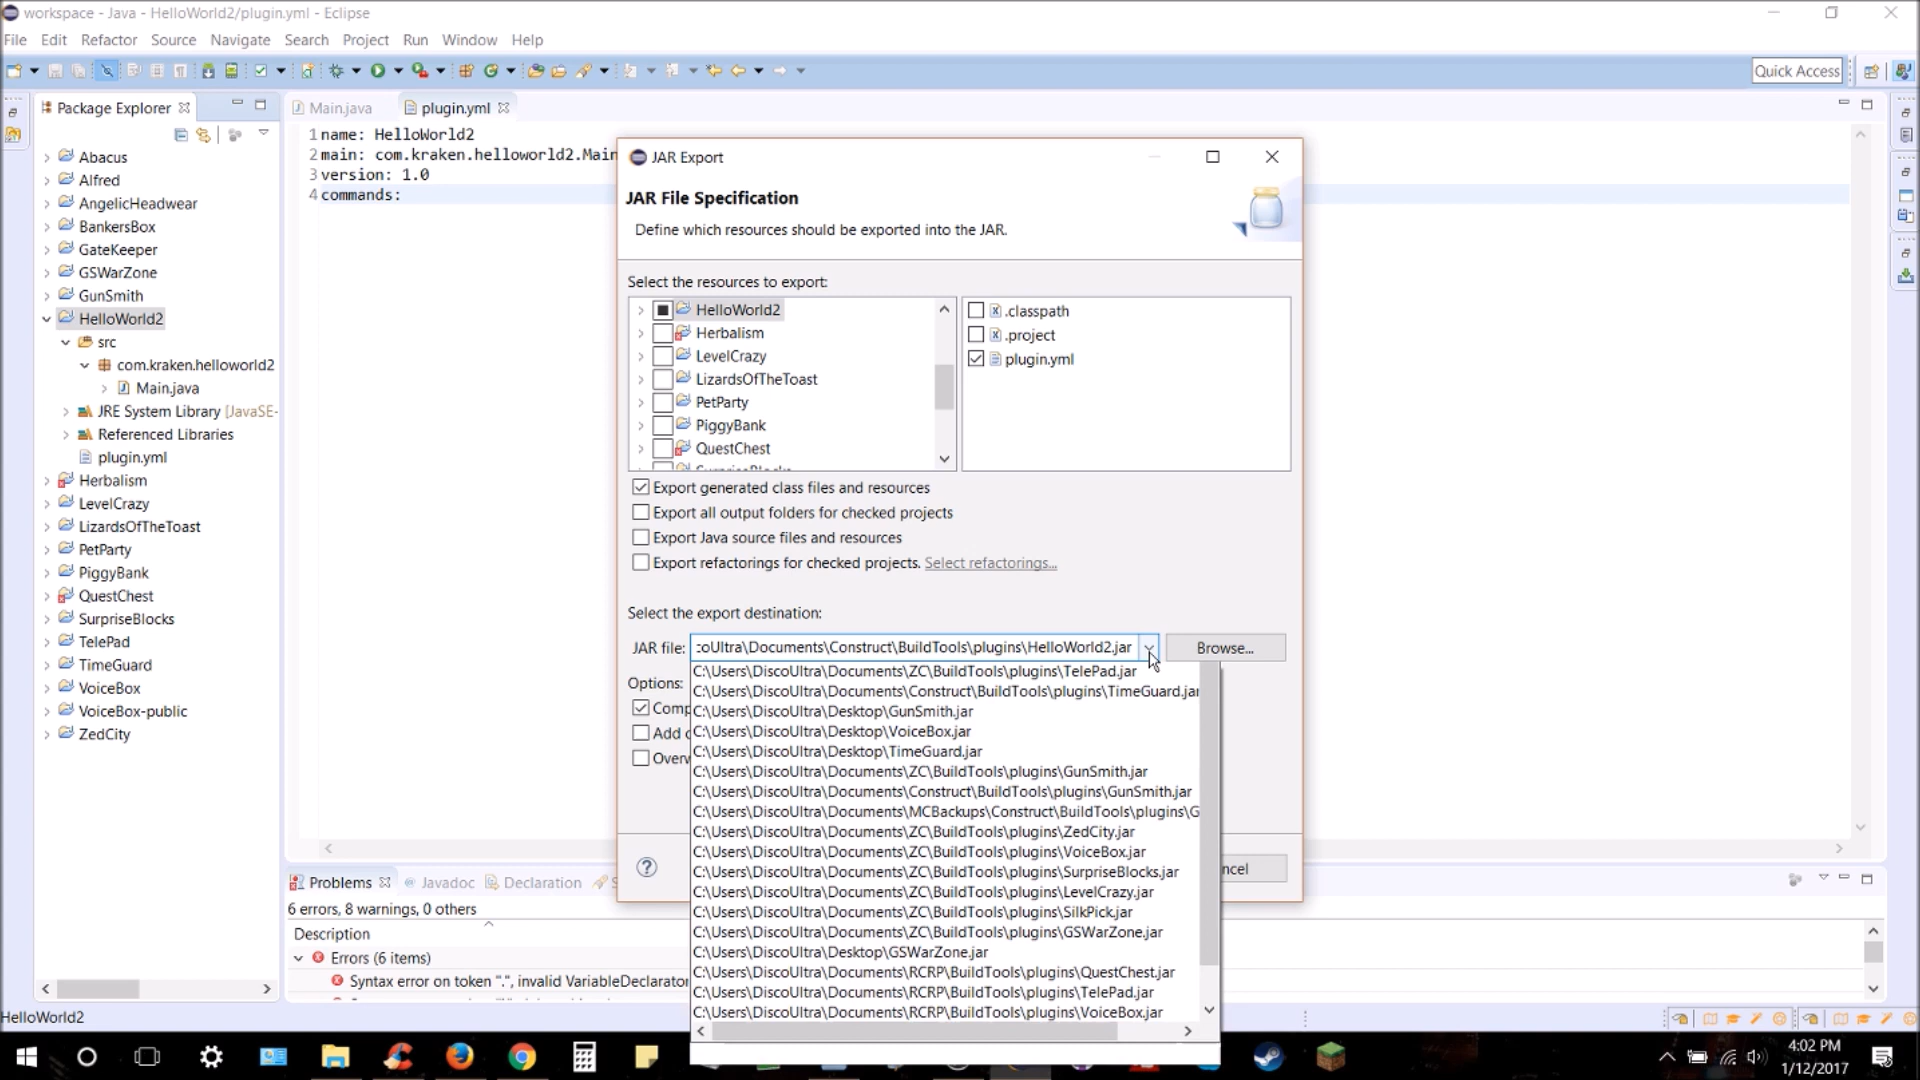 workspace - Java - HelloWorld2/plugin.yml - Eclipse
File Edit Refactor Source Navigate Search Project Run Window Help
Quick Access
Package Explorer
Main.java plugin.yml
Abacus
Alfred
AngelicHeadwear
BankersBox
GateKeeper
GSWarZone
GunSmith
HelloWorld2
src
com.kraken.helloworld2
Main.java
JRE System Library [JavaSE-
Referenced Libraries
plugin.yml
Herbalism
LevelCrazy
LizardsOfTheToast
PetParty
PiggyBank
QuestChest
SurpriseBlocks
TelePad
TimeGuard
VoiceBox
VoiceBox-public
ZedCity
1 name: HelloWorld2
2 main: com.kraken.helloworld2.Main
3 version: 1.0
4 commands:
JAR Export
JAR File Specification
Define which resources should be exported into the JAR.
Select the resources to export:
HelloWorld2
Herbalism
LevelCrazy
LizardsOfTheToast
PetParty
PiggyBank
QuestChest
SurpriseBlocks
.classpath
.project
plugin.yml
Export generated class files and resources
Export all output folders for checked projects
Export Java source files and resources
Export refactorings for checked projects. Select refactorings...
Select the export destination:
JAR file: :oUltra\Documents\Construct\BuildTools\plugins\HelloWorld2.jar Browse...
Options:
Comp
Add
Overw
C:\Users\DiscoUltra\Documents\ZC\BuildTools\plugins\TelePad.jar
C:\Users\DiscoUltra\Documents\Construct\BuildTools\plugins\TimeGuard.jar
C:\Users\DiscoUltra\Desktop\GunSmith.jar
C:\Users\DiscoUltra\Desktop\VoiceBox.jar
C:\Users\DiscoUltra\Desktop\TimeGuard.jar
C:\Users\DiscoUltra\Documents\ZC\BuildTools\plugins\GunSmith.jar
C:\Users\DiscoUltra\Documents\Construct\BuildTools\plugins\GunSmith.jar
C:\Users\DiscoUltra\Documents\MCBackups\Construct\BuildTools\plugins\G
C:\Users\DiscoUltra\Documents\ZC\BuildTools\plugins\ZedCity.jar
C:\Users\DiscoUltra\Documents\ZC\BuildTools\plugins\VoiceBox.jar
C:\Users\DiscoUltra\Documents\ZC\BuildTools\plugins\SurpriseBlocks.jar
C:\Users\DiscoUltra\Documents\ZC\BuildTools\plugins\LevelCrazy.jar
C:\Users\DiscoUltra\Documents\ZC\BuildTools\plugins\SilkPick.jar
C:\Users\DiscoUltra\Documents\ZC\BuildTools\plugins\GSWarZone.jar
C:\Users\DiscoUltra\Desktop\GSWarZone.jar
C:\Users\DiscoUltra\Documents\RCRP\BuildTools\plugins\QuestChest.jar
C:\Users\DiscoUltra\Documents\RCRP\BuildTools\plugins\TelePad.jar
C:\Users\DiscoUltra\Documents\RCRP\BuildTools\plugins\VoiceBox.jar
ncel
Problems Javadoc Declaration S
6 errors, 8 warnings, 0 others
Description
Errors (6 items)
Syntax error on token ".", invalid VariableDeclarator
HelloWorld2
4:02 PM
1/12/2017